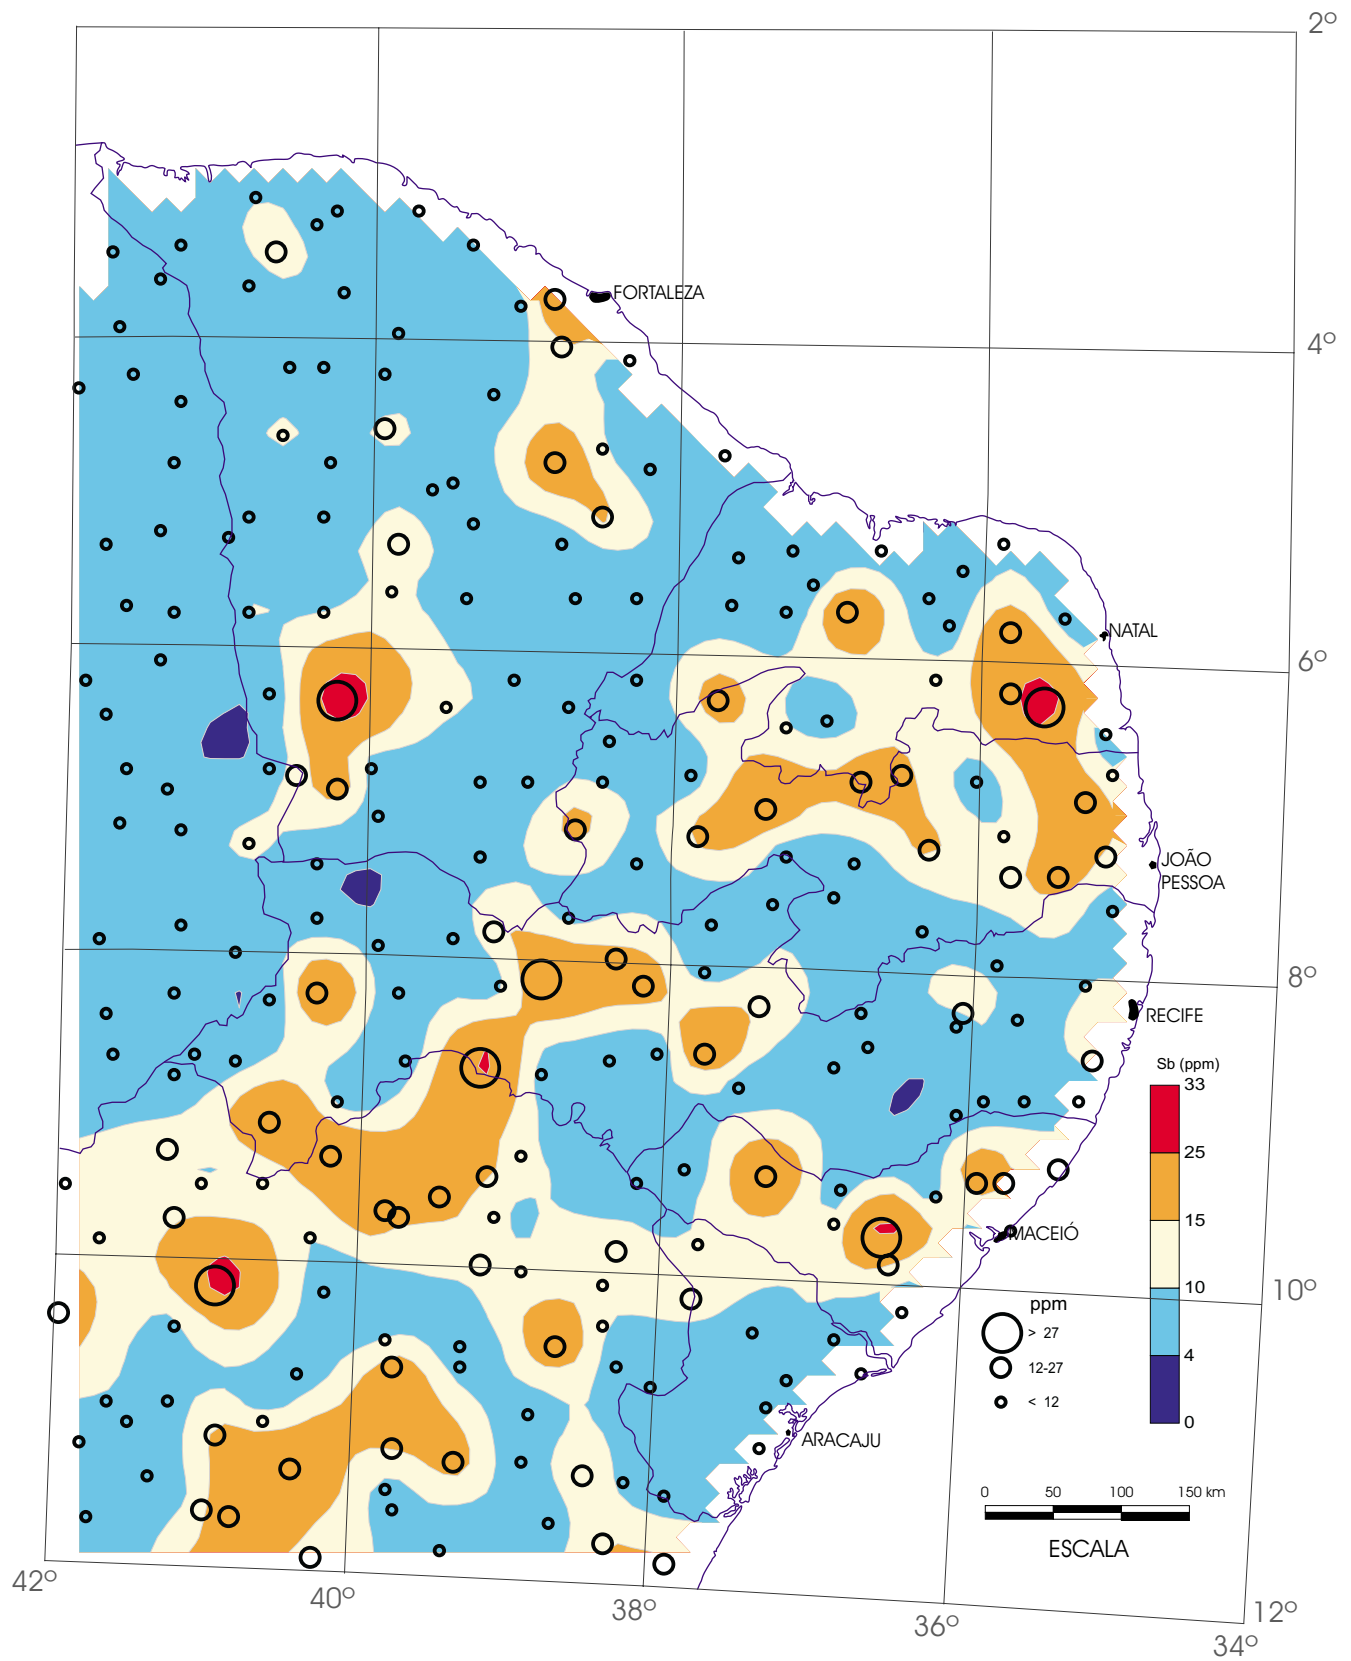 2º
FORTALEZA
4º
NATAL
6º
JOÃO
PESSOA
8º
RECIFE
Sb (ppm)
33
25
15
10
4
0
MACEIÓ
10º
ppm
> 27
12-27
< 12
ARACAJU
0 50 100 150 km
ESCALA
42º
40º
38º
36º
12º
34º